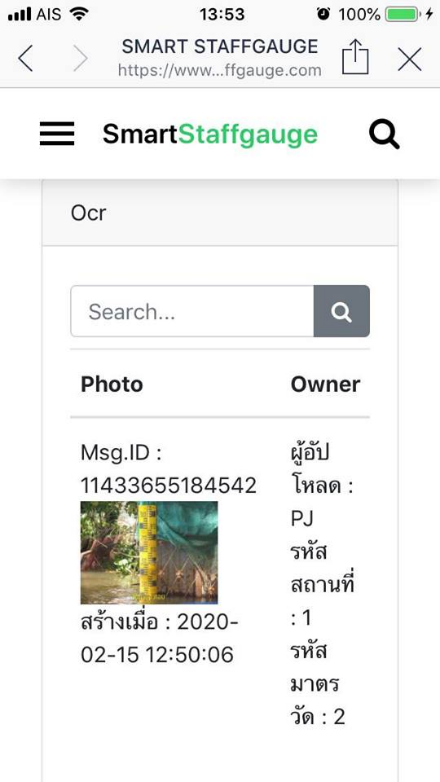 AIS 13:53 100%
SMART STAFFGAUGE
https://www...ffgauge.com
SmartStaffgauge
Ocr
Search...
Photo Owner
Msg.ID :
11433655184542
สร้างเมื่อ : 2020-
02-15 12:50:06
ผู้อัป
โหลด :
PJ
รหัส
สถานที่
: 1
รหัส
มาตร
วัด : 2